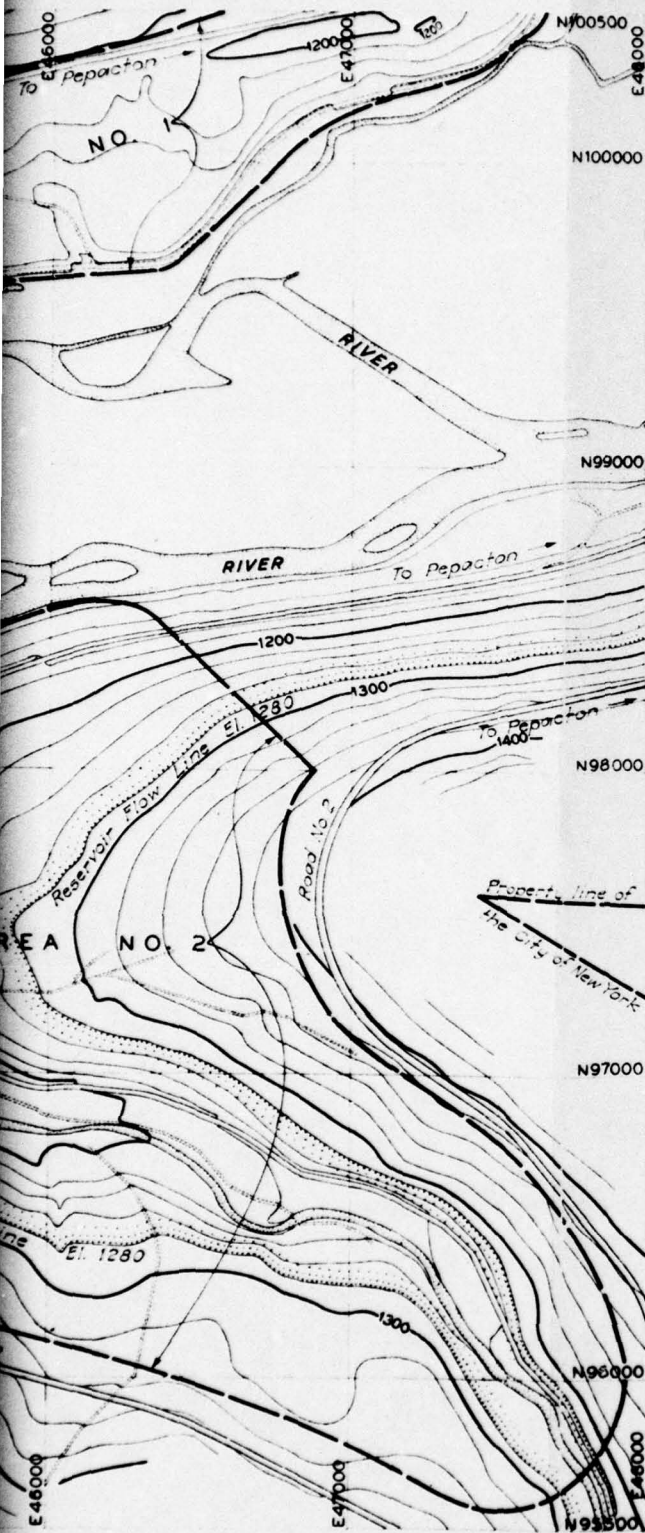 E46000
E47000
1200
1200
N100500
E48000
To Pepacton
NO. 1
N100000
RIVER
N99000
RIVER
To Pepacton
1200
1300
Reservoir Flow Line El. 1280
To Pepacton
1400
N98000
Road No 2
Property line of
the City of New York
REA NO. 2
N97000
ine El. 1280
1300
N96000
E46000
E47000
E48000
N95500